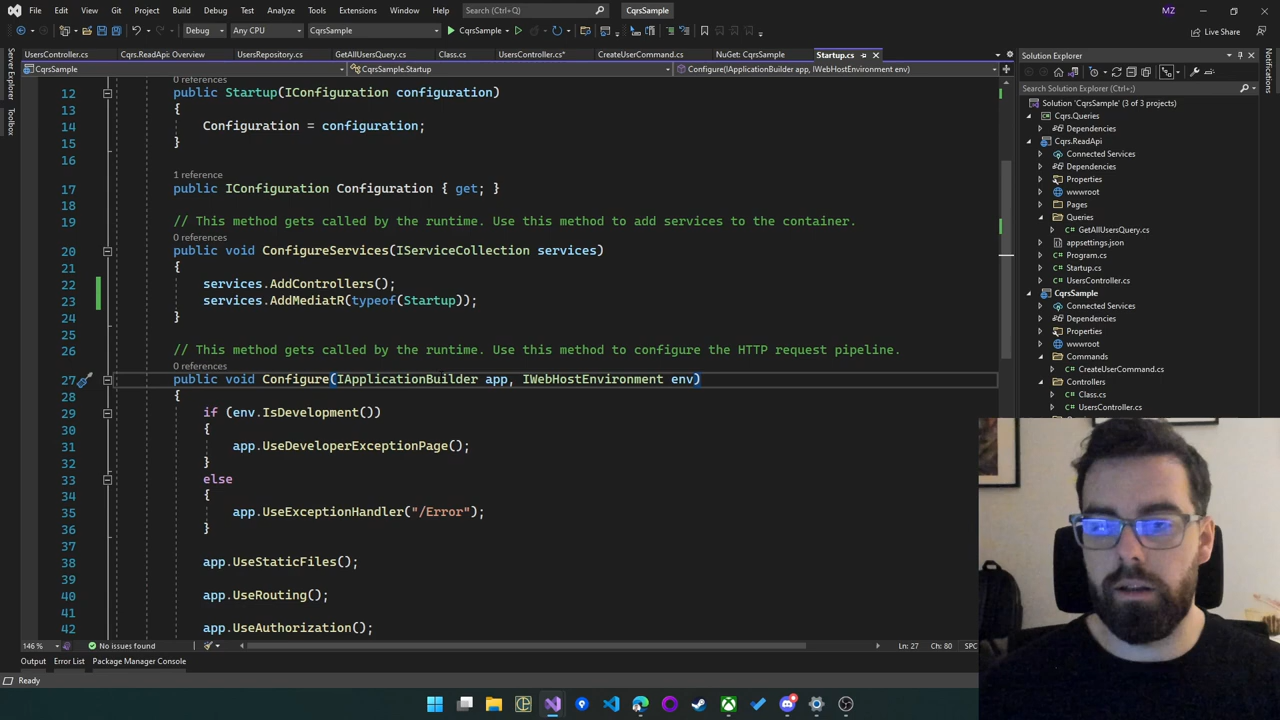 File Edit View Git Project Build Debug Test Analyze Tools Extensions Window Help Search (Ctrl+Q) CqrsSample MZ
Debug Any CPU CqrsSample CqrsSample Live Share
UsersController.cs Cqrs.ReadApi: Overview UsersRepository.cs GetAllUsersQuery.cs Class.cs UsersController.cs* CreateUserCommand.cs NuGet: CqrsSample Startup.cs
CqrsSample CqrsSample.Startup Configure(IApplicationBuilder app, IWebHostEnvironment env)
Server Explorer
Toolbox
0 references
12 public Startup(IConfiguration configuration)
13 {
14 Configuration = configuration;
15 }
16
1 reference
17 public IConfiguration Configuration { get; }
18
19 // This method gets called by the runtime. Use this method to add services to the container.
0 references
20 public void ConfigureServices(IServiceCollection services)
21 {
22 services.AddControllers();
23 services.AddMediatR(typeof(Startup));
24 }
25
26 // This method gets called by the runtime. Use this method to configure the HTTP request pipeline.
0 references
27 public void Configure(IApplicationBuilder app, IWebHostEnvironment env)
28 {
29 if (env.IsDevelopment())
30 {
31 app.UseDeveloperExceptionPage();
32 }
33 else
34 {
35 app.UseExceptionHandler("/Error");
36 }
37
38 app.UseStaticFiles();
39
40 app.UseRouting();
41
42 app.UseAuthorization();
146 % No issues found Ln: 27 Ch: 80 SPC
Output Error List Package Manager Console
Ready
Solution Explorer
Search Solution Explorer (Ctrl+;)
Solution 'CqrsSample' (3 of 3 projects)
Cqrs.Queries
Dependencies
Cqrs.ReadApi
Connected Services
Dependencies
Properties
wwwroot
Pages
Queries
GetAllUsersQuery.cs
appsettings.json
Program.cs
Startup.cs
UsersController.cs
CqrsSample
Connected Services
Dependencies
Properties
wwwroot
Commands
CreateUserCommand.cs
Controllers
Class.cs
UsersController.cs
Notifications